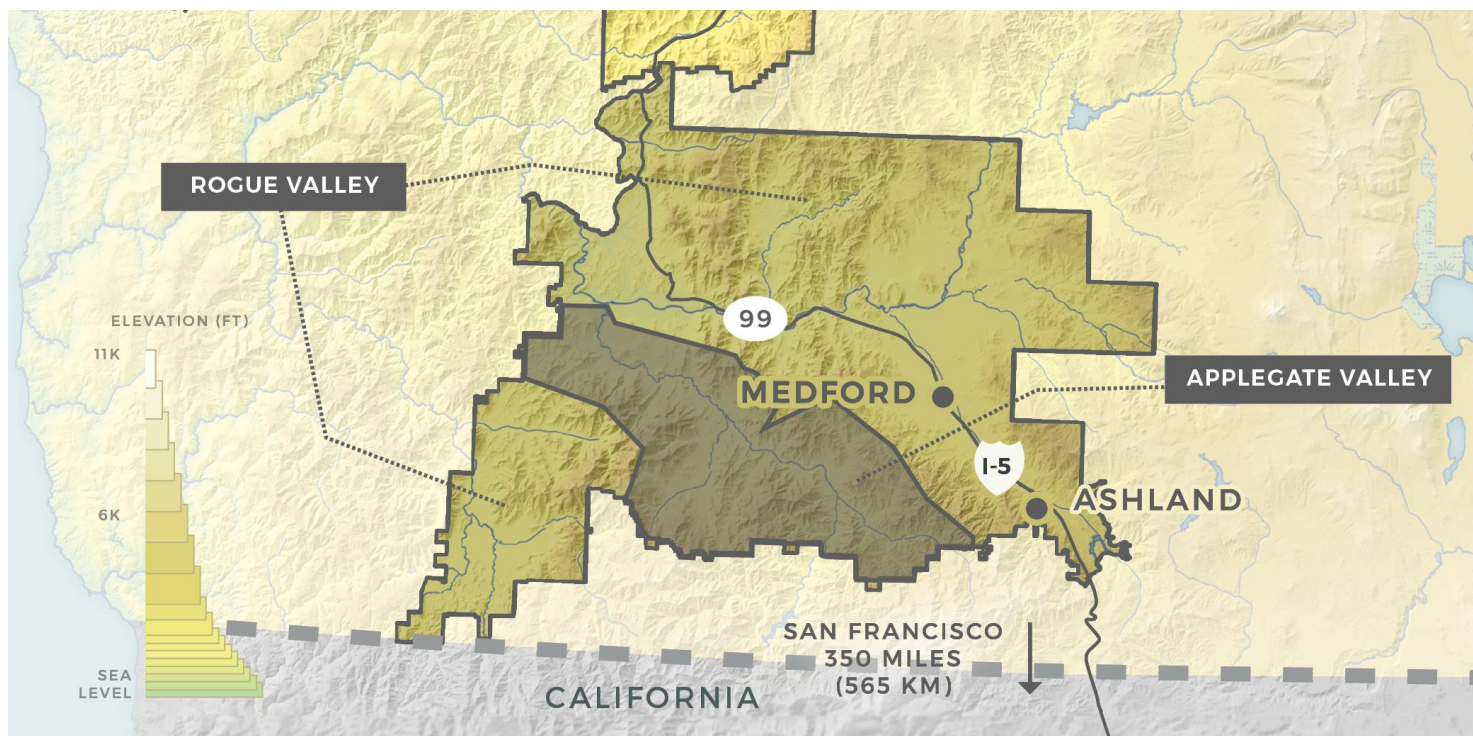 ROGUE VALLEY
99
ELEVATION (FT)
11K
6K
SEA
LEVEL
MEDFORD
APPLEGATE VALLEY
I-5
ASHLAND
SAN FRANCISCO
350 MILES
(565 KM)
CALIFORNIA